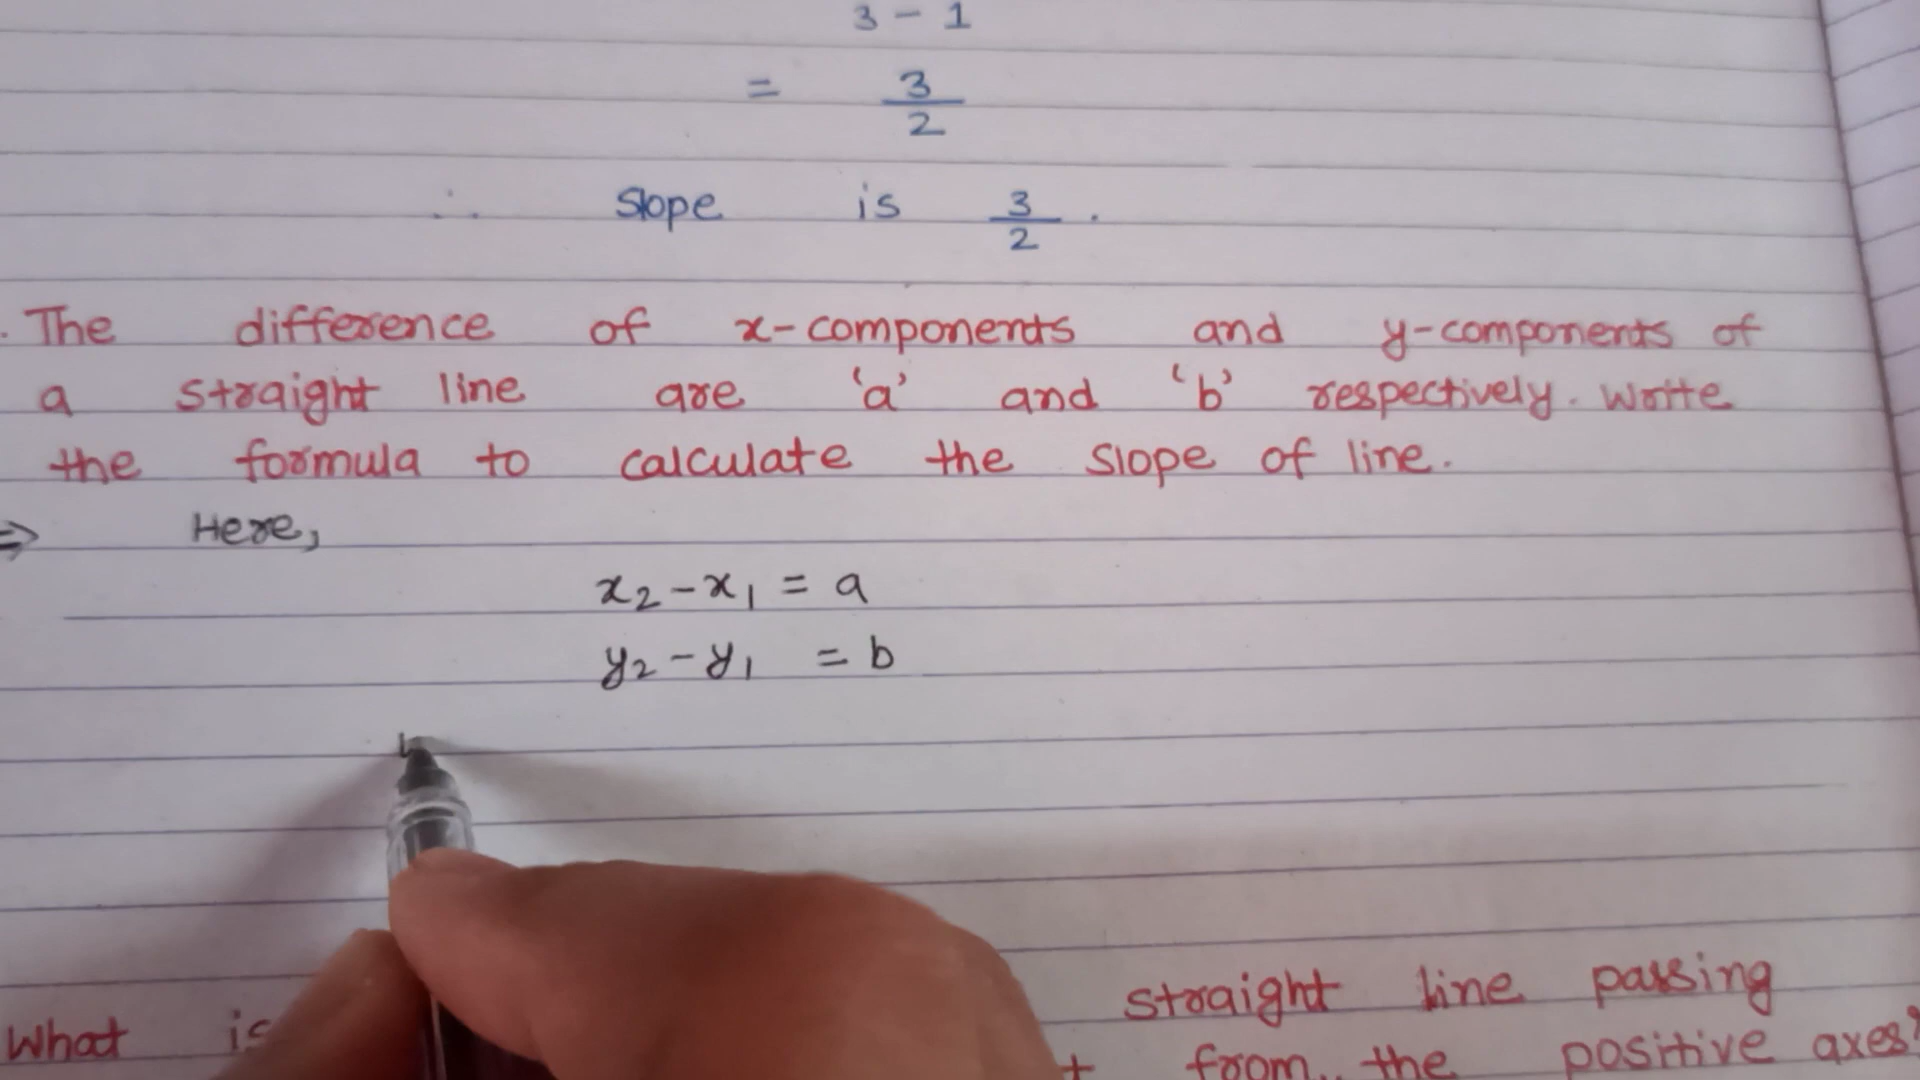 3 - 1
= 3/2
∴ Slope is 3/2.
. The difference of x-components and y-components of
a straight line are 'a' and 'b' respectively. Write
the formula to calculate the slope of line.
⇒ Here,
x₂ - x₁ = a
y₂ - y₁ = b
straight line passing
What is
from the positive axes?